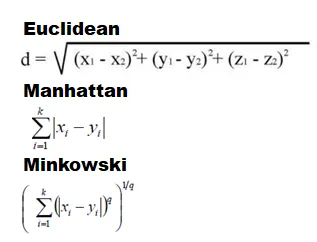 Euclidean
d = √(x₁ - x₂)²+ (y₁ - y₂)²+ (z₁ - z₂)²
Manhattan
k
∑|xᵢ − yᵢ|
i=1
Minkowski
(∑(|xᵢ − yᵢ|)^q)^1/q
k
i=1